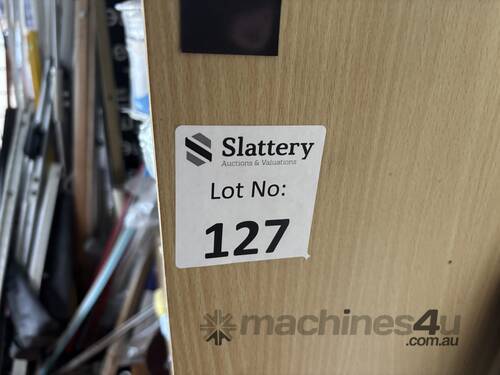 Slattery
Auctions & Valuations
Lot No:
127
machines4u
.com.au